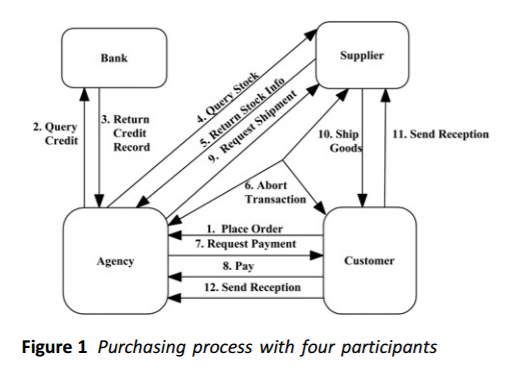 Bank
Supplier
2. Query
Credit
3. Return
Credit
Record
4. Query Stock
5. Return Stock Info
9. Request Shipment
10. Ship
Goods
11. Send Reception
6. Abort
Transaction
1. Place Order
7. Request Payment
8. Pay
12. Send Reception
Agency
Customer
Figure 1 Purchasing process with four participants